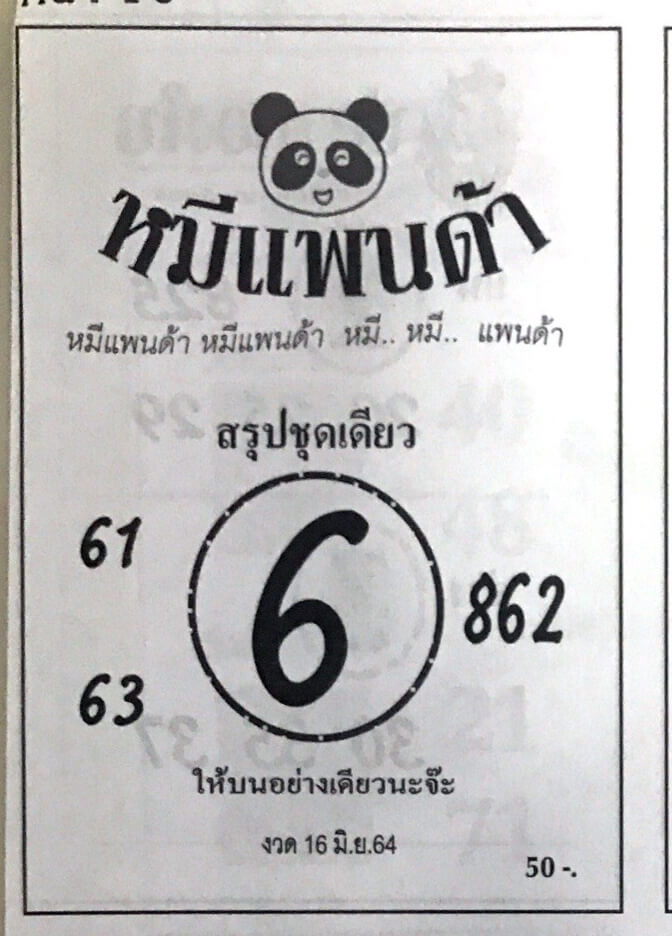 หมีแพนด้า
หมีแพนด้า หมีแพนด้า หมี.. หมี.. แพนด้า
สรุปชุดเดียว
61
6
862
63
ให้บนอย่างเดียวนะจ๊ะ
งวด 16 มิ.ย.64
50 -.